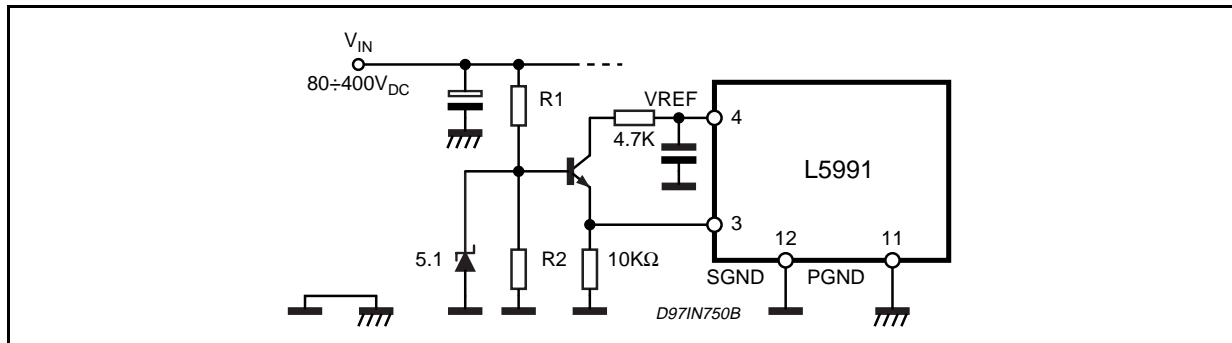 V_IN
80÷400V_DC
R1
VREF
4.7K
4
L5991
3
12
11
5.1
R2
10KΩ
SGND
PGND
D97IN750B